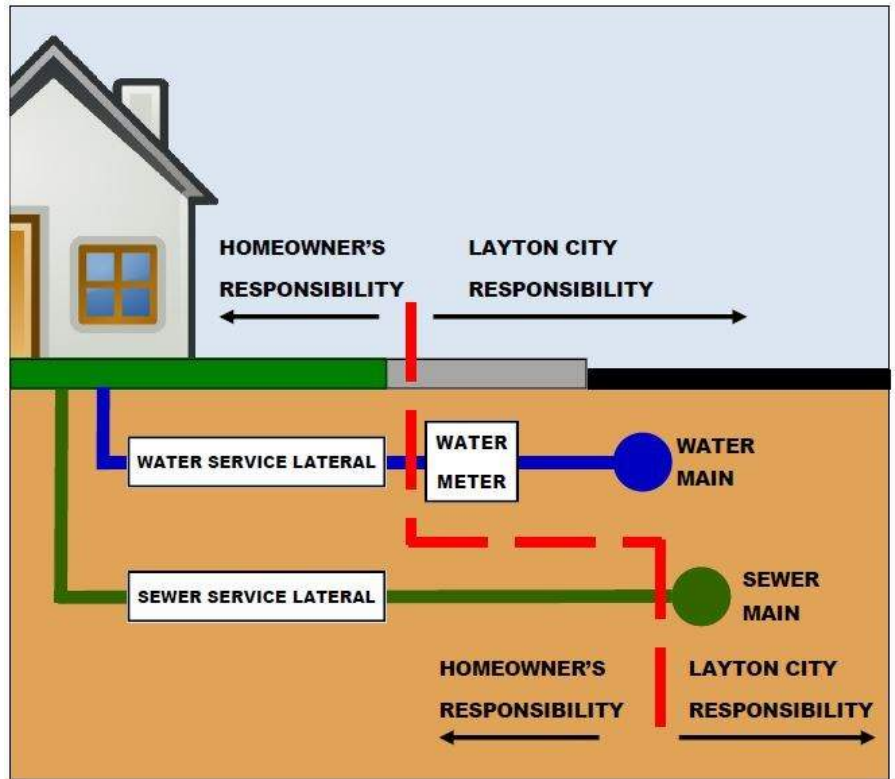 HOMEOWNER'S
RESPONSIBILITY
LAYTON CITY
RESPONSIBILITY
WATER SERVICE LATERAL
WATER
METER
WATER
MAIN
SEWER SERVICE LATERAL
SEWER
MAIN
HOMEOWNER'S
RESPONSIBILITY
LAYTON CITY
RESPONSIBILITY